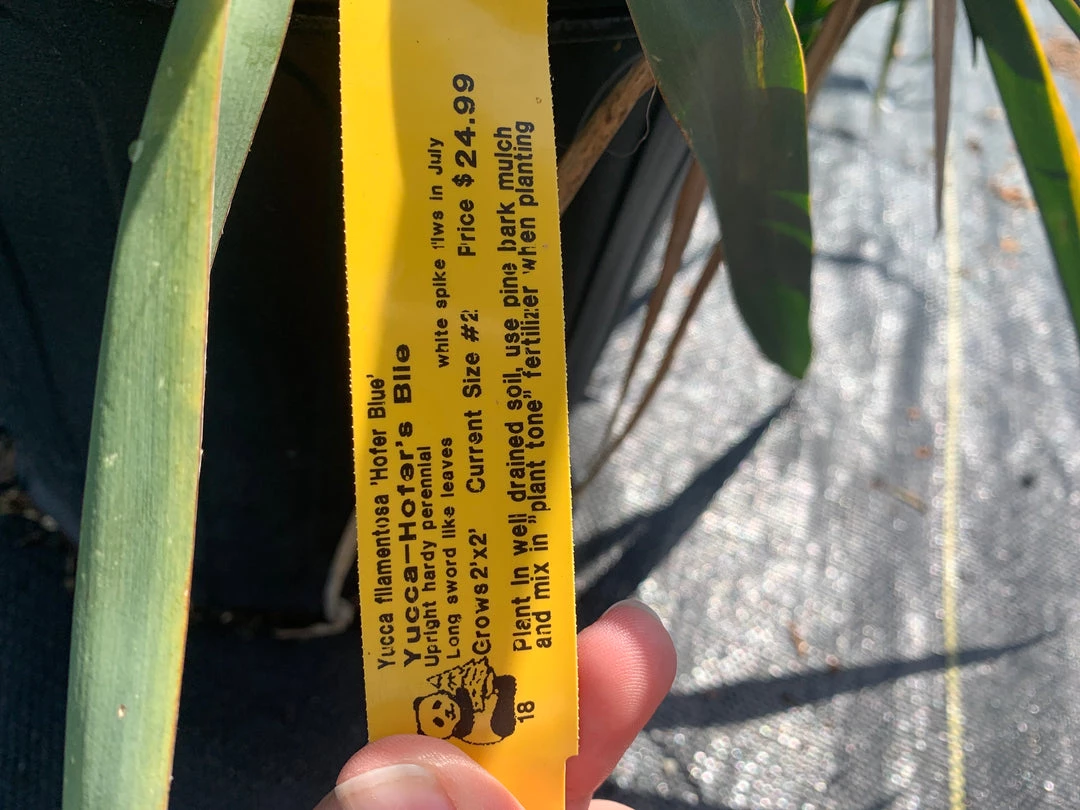 Yucca filamentosa 'Hofer Blue'
Yucca-Hofer's Blle
Upright hardy perennial
Long sword like leaves white spike flws in July
Grows 2'x2' Current Size #2 Price $24.99
Plant in well drained soil, use pine bark mulch
and mix in "plant tone" fertilizer when planting
18